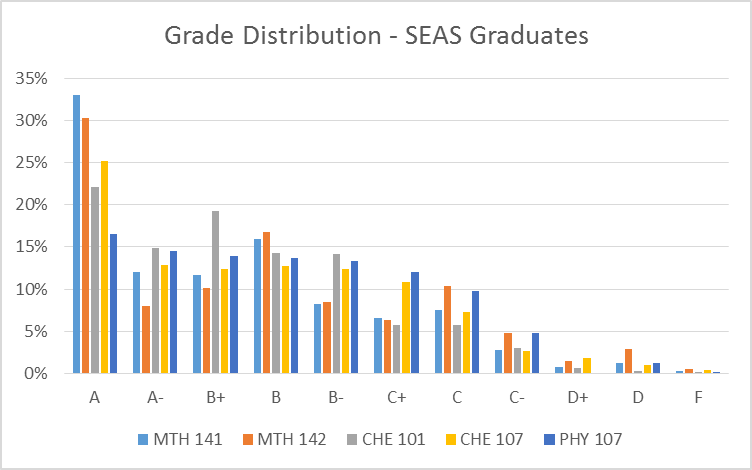 Grade Distribution - SEAS Graduates
35%
30%
25%
20%
15%
10%
5%
0%
A A- B+ B B- C+ C C- D+ D F
MTH 141 MTH 142 CHE 101 CHE 107 PHY 107